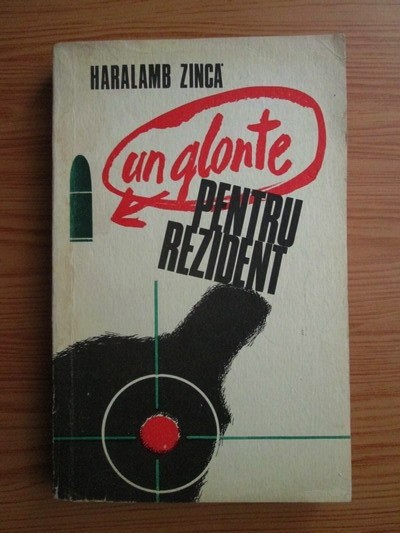 HARALAMB ZINCĂ
un glonte
PENTRU
REZIDENT